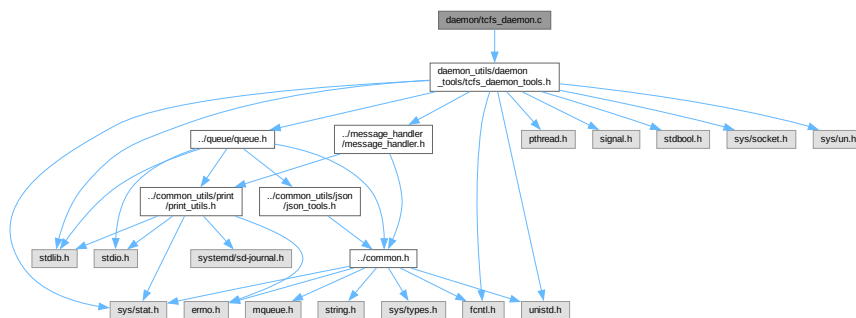 daemon/tcfs_daemon.c
daemon_utils/daemon
_tools/tcfs_daemon_tools.h
../queue/queue.h
../message_handler
/message_handler.h
pthread.h
signal.h
stdbool.h
sys/socket.h
sys/un.h
../common_utils/print
/print_utils.h
../common_utils/json
/json_tools.h
stdlib.h
stdio.h
systemd/sd-journal.h
../common.h
sys/stat.h
errno.h
mqueue.h
string.h
sys/types.h
fcntl.h
unistd.h